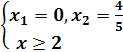 {x₁ = 0, x₂ = 4/5
x ≥ 2